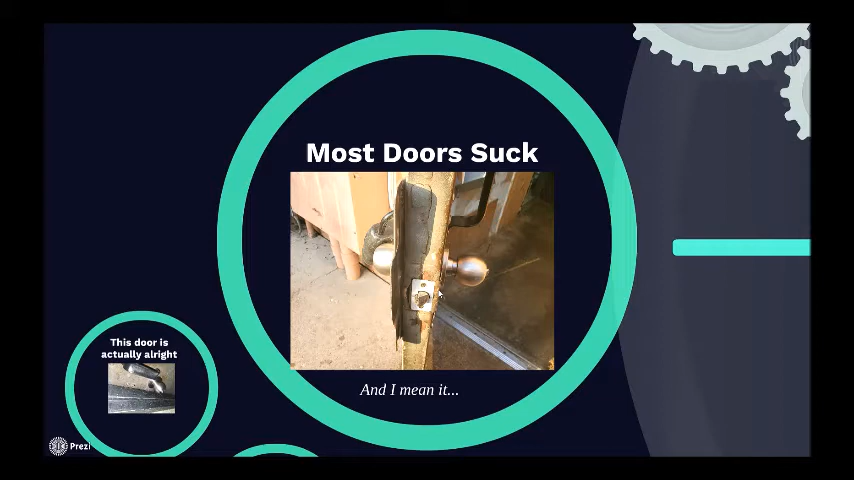 Most Doors Suck
And I mean it...
This door is
actually alright
Prezi